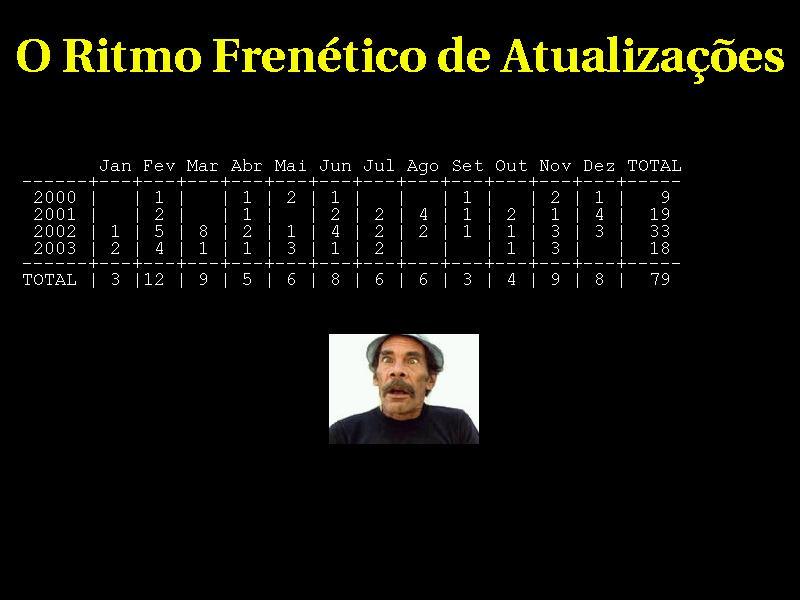 O Ritmo Frenético de Atualizações
       Jan Fev Mar Abr Mai Jun Jul Ago Set Out Nov Dez TOTAL
------+---+---+---+---+---+---+---+---+---+---+---+---+-----
 2000 |   | 1 |   | 1 | 2 | 1 |   |   | 1 |   | 2 | 1 |   9
 2001 |   | 2 |   | 1 |   | 2 | 2 | 4 | 1 | 2 | 1 | 4 |  19
 2002 | 1 | 5 | 8 | 2 | 1 | 4 | 2 | 2 | 1 | 1 | 3 | 3 |  33
 2003 | 2 | 4 | 1 | 1 | 3 | 1 | 2 |   |   | 1 | 3 |   |  18
------+---+---+---+---+---+---+---+---+---+---+---+---+-----
TOTAL | 3 |12 | 9 | 5 | 6 | 8 | 6 | 6 | 3 | 4 | 9 | 8 |  79